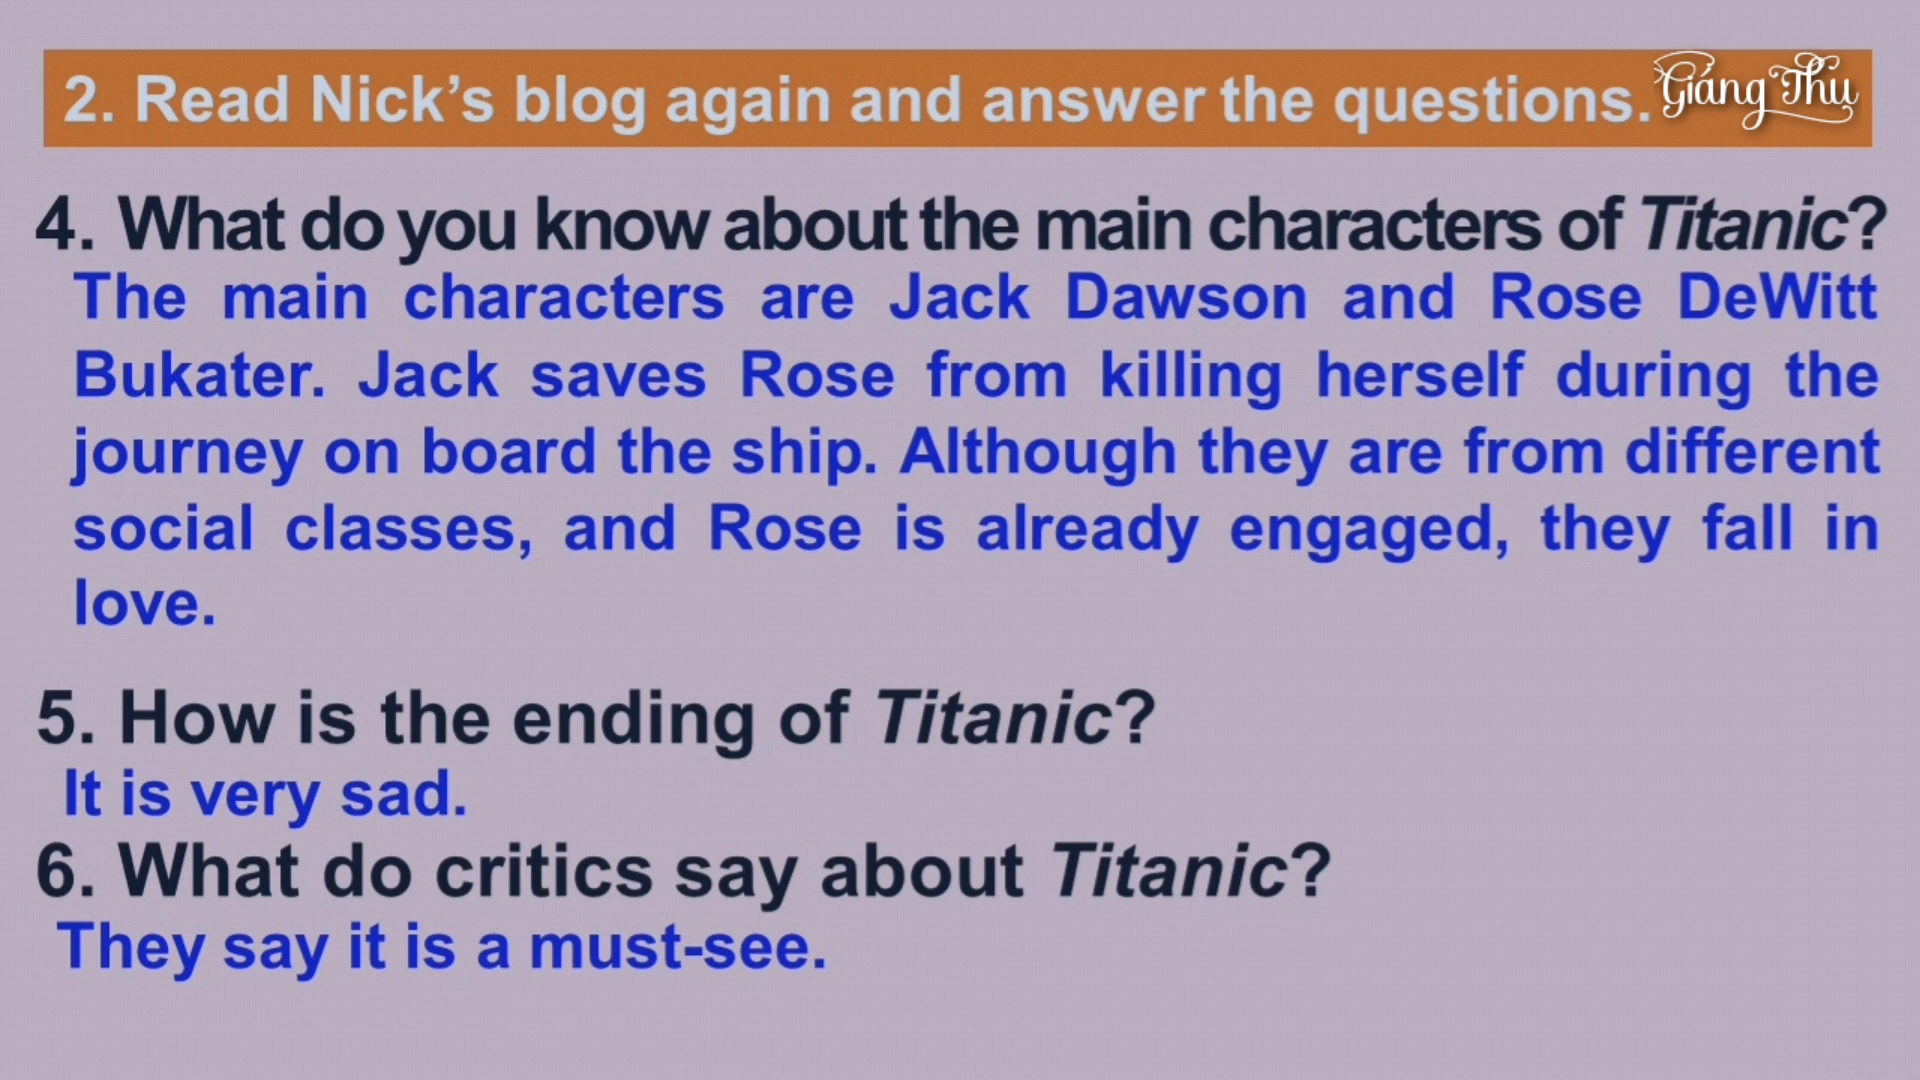 2. Read Nick’s blog again and answer the questions.
Giáng Thu
4. What do you know about the main characters of Titanic?
The main characters are Jack Dawson and Rose DeWitt
Bukater. Jack saves Rose from killing herself during the
journey on board the ship. Although they are from different
social classes, and Rose is already engaged, they fall in
love.
5. How is the ending of Titanic?
It is very sad.
6. What do critics say about Titanic?
They say it is a must-see.